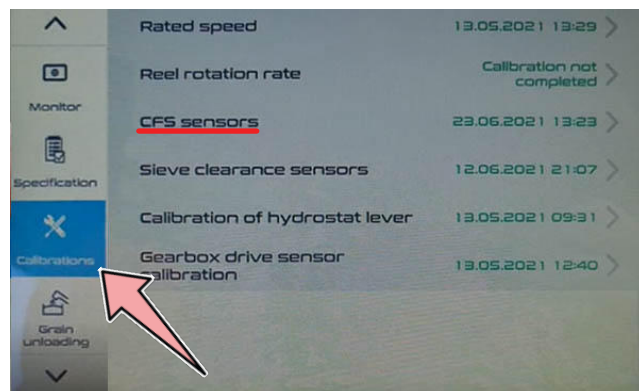 Rated speed 13.05.2021 13:29
Reel rotation rate Calibration not
completed
Monitor
CFS sensors 23.06.2021 13:23
Specification
Sieve clearance sensors 12.06.2021 21:07
Calibration of hydrostat lever 13.05.2021 09:31
Calibrations
Gearbox drive sensor
calibration 13.05.2021 12:40
Grain
unloading